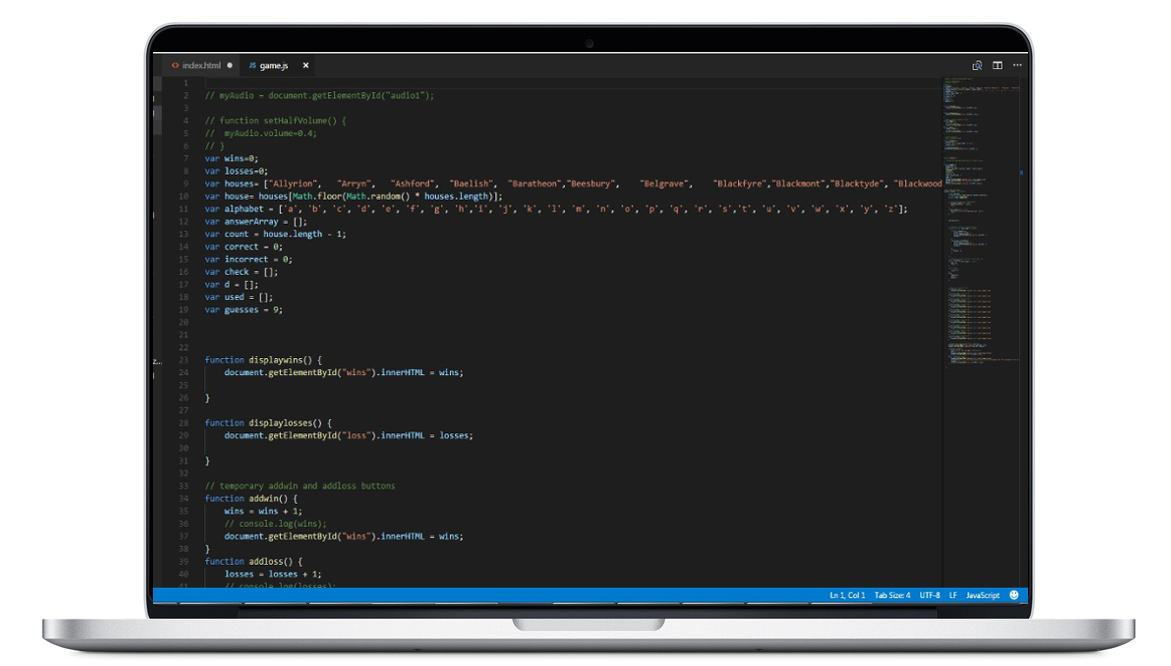 index.html ● JS game.js ×
1
2 // myAudio = document.getElementById("audio1");
3
4 // function setHalfVolume() {
5 //  myAudio.volume=0.4;
6 // }
7 var wins=0;
8 var losses=0;
9 var houses= ["Allyrion",   "Arryn",   "Ashford",  "Baelish",   "Baratheon","Beesbury",    "Belgrave",    "Blackfyre","Blackmont","Blacktyde", "Blackwood
10 var house= houses[Math.floor(Math.random() * houses.length)];
11 var alphabet = ['a', 'b', 'c', 'd', 'e', 'f', 'g', 'h','i', 'j', 'k', 'l', 'm', 'n', 'o', 'p', 'q', 'r', 's','t', 'u', 'v', 'w', 'x', 'y', 'z'];
12 var answerArray = [];
13 var count = house.length - 1;
14 var correct = 0;
15 var incorrect = 0;
16 var check = [];
17 var d = [];
18 var used = [];
19 var guesses = 9;
20
21
22
23 function displaywins() {
24     document.getElementById("wins").innerHTML = wins;
25
26 }
27
28 function displaylosses() {
29     document.getElementById("loss").innerHTML = losses;
30
31 }
32
33 // temporary addwin and addloss buttons
34 function addwin() {
35     wins = wins + 1;
36     // console.log(wins);
37     document.getElementById("wins").innerHTML = wins;
38 }
39 function addloss() {
40     losses = losses + 1;
41     // console.log(losses);
Ln 1, Col 1 Tab Size: 4 UTF-8 LF JavaScript